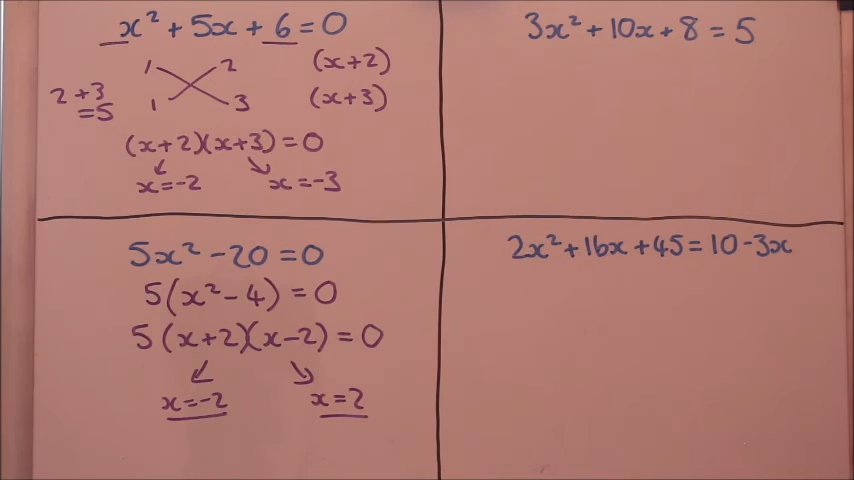 x² + 5x + 6 = 0
1 2 (x+2)
2 + 3 = 5
1 3 (x+3)
(x+2)(x+3) = 0
x = -2 x = -3
3x² + 10x + 8 = 5
5x² - 20 = 0
5(x² - 4) = 0
5(x+2)(x-2) = 0
x = -2 x = 2
2x² + 16x + 45 = 10 - 3x